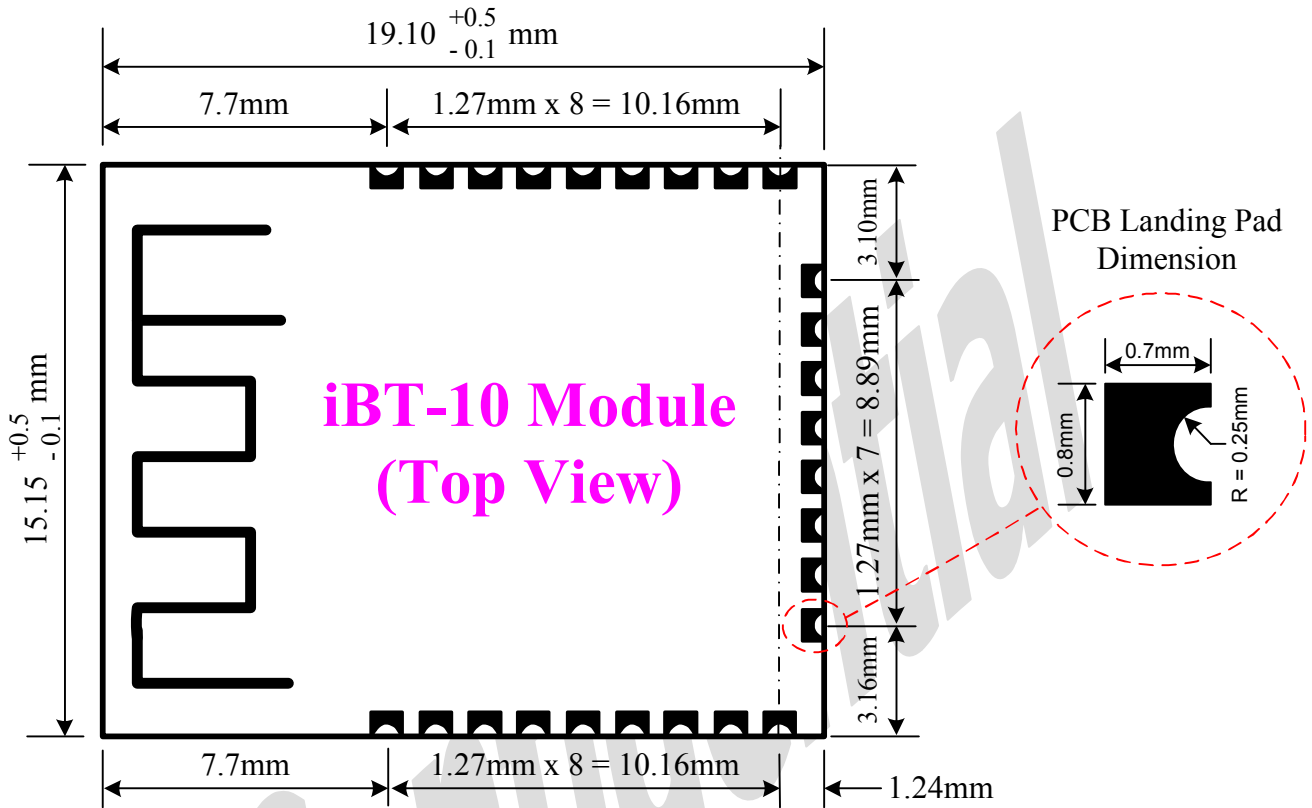 19.10 +0.5 - 0.1 mm
7.7mm
1.27mm x 8 = 10.16mm
15.15 +0.5 - 0.1 mm
iBT-10 Module
(Top View)
3.10mm
1.27mm x 7 = 8.89mm
3.16mm
PCB Landing Pad
Dimension
0.7mm
0.8mm
R = 0.25mm
7.7mm
1.27mm x 8 = 10.16mm
1.24mm